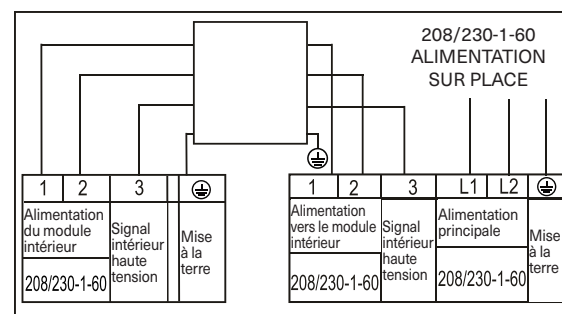 208/230-1-60
ALIMENTATION
SUR PLACE
1 2 3
Alimentation
du module
intérieur
208/230-1-60
Signal
intérieur
haute
tension
Mise
à la
terre
1 2 3 L1 L2
Alimentation
vers le module
intérieur
208/230-1-60
Signal
intérieur
haute
tension
Alimentation
principale
208/230-1-60
Mise
à la
terre